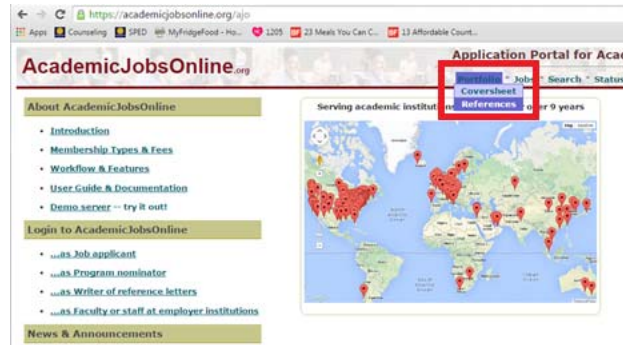 https://academicjobsonline.org/ajo
Apps Counseling SPED MyFridgeFood - Ho... 1205 23 Meals You Can C... 13 Affordable Count...
AcademicJobsOnline.org
Application Portal for Aca
Portfolio * Jobs * Search * Status
Coversheet
References
About AcademicJobsOnline
• Introduction
• Membership Types & Fees
• Workflow & Features
• User Guide & Documentation
• Demo server -- try it out!
Login to AcademicJobsOnline
• ...as Job applicant
• ...as Program nominator
• ...as Writer of reference letters
• ...as Faculty or staff at employer institutions
News & Announcements
Serving academic institutions over 9 years
Map